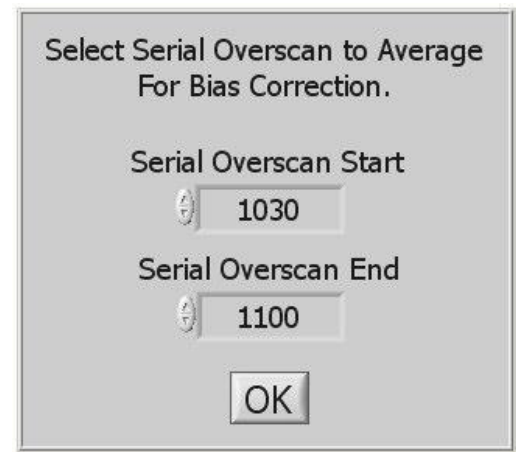 Select Serial Overscan to Average
For Bias Correction.
Serial Overscan Start
1030
Serial Overscan End
1100
OK